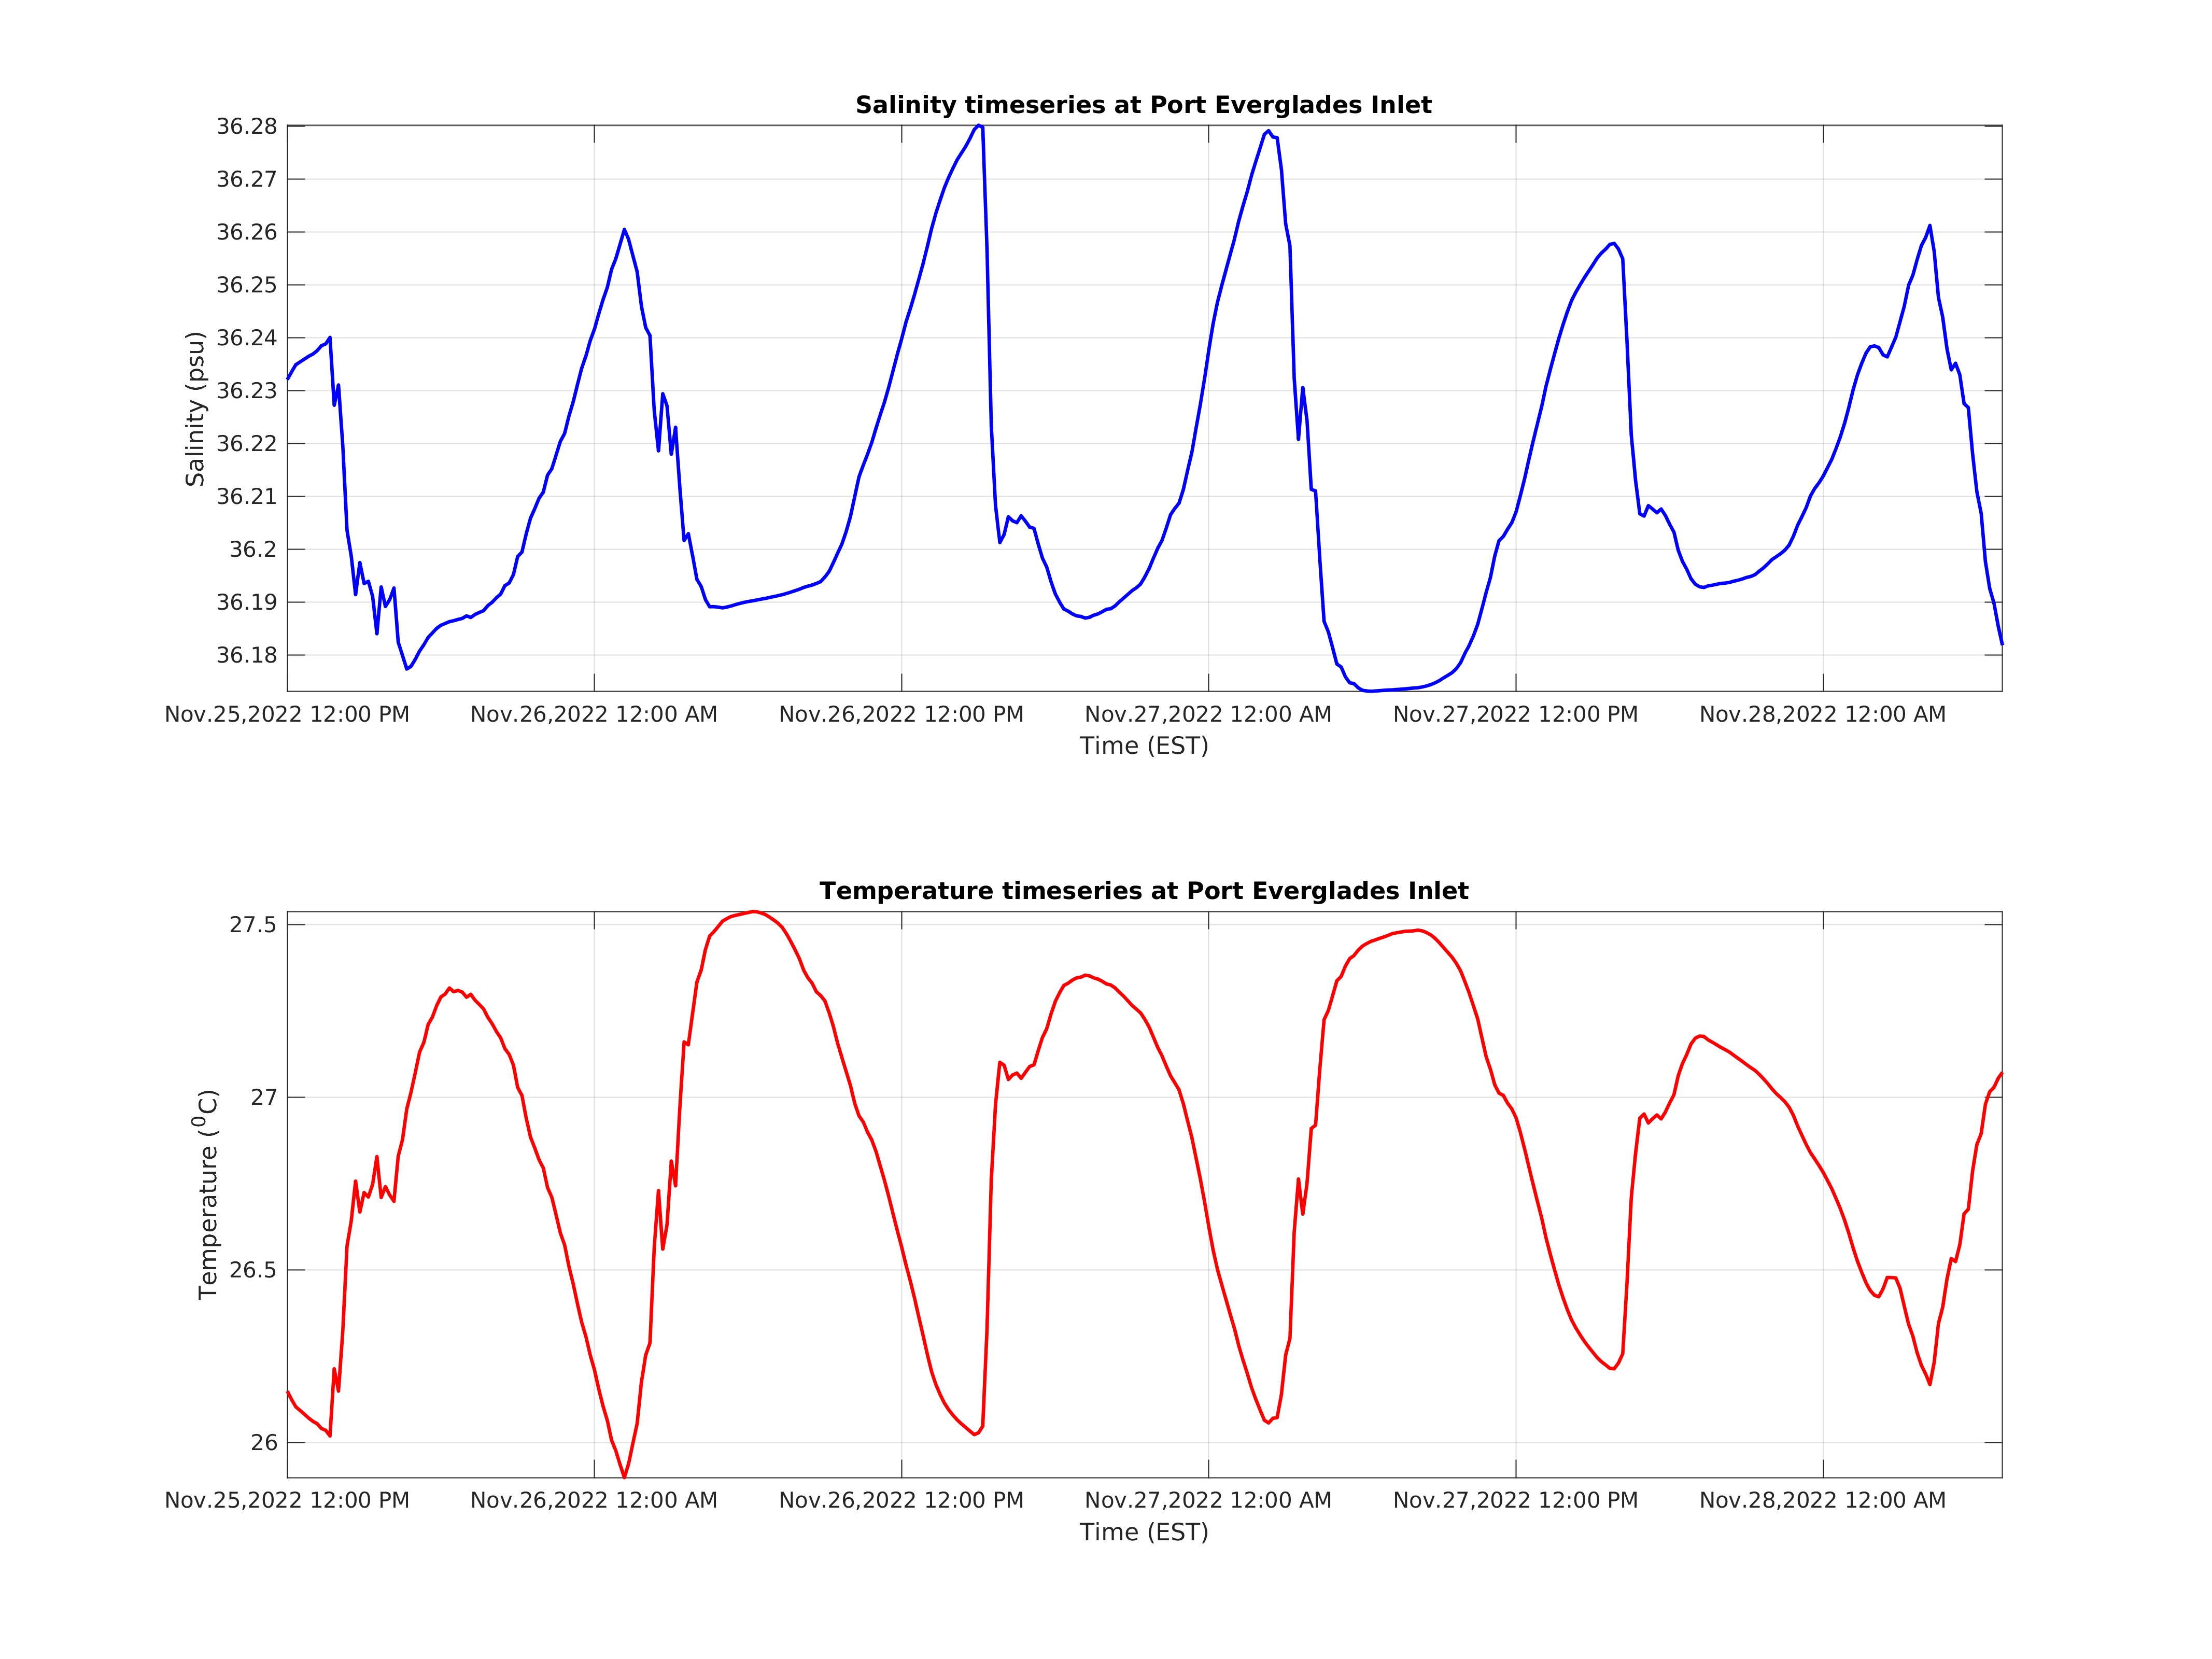 Salinity timeseries at Port Everglades Inlet
36.28
36.27
36.26
36.25
36.24
36.23
36.22
36.21
36.2
36.19
36.18
Salinity (psu)
Nov.25,2022 12:00 PM Nov.26,2022 12:00 AM Nov.26,2022 12:00 PM Nov.27,2022 12:00 AM Nov.27,2022 12:00 PM Nov.28,2022 12:00 AM
Time (EST)
Temperature timeseries at Port Everglades Inlet
27.5
27
26.5
26
Temperature (⁰C)
Nov.25,2022 12:00 PM Nov.26,2022 12:00 AM Nov.26,2022 12:00 PM Nov.27,2022 12:00 AM Nov.27,2022 12:00 PM Nov.28,2022 12:00 AM
Time (EST)